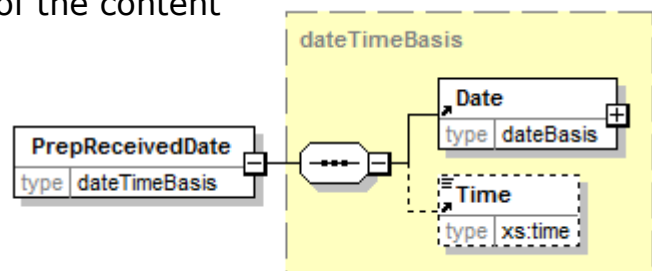 of the content
dateTimeBasis
Date
type dateBasis
PrepReceivedDate
type dateTimeBasis
Time
type xs:time